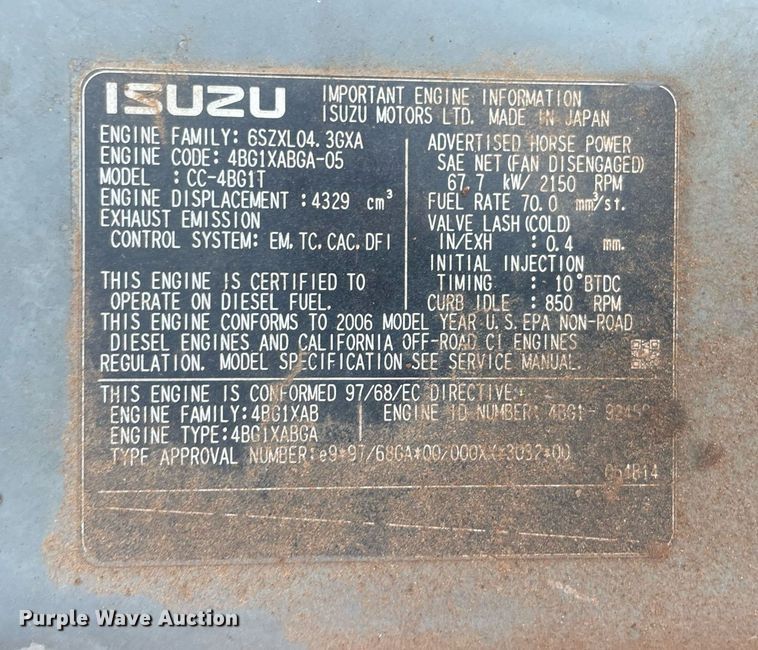 ISUZU
IMPORTANT ENGINE INFORMATION
ISUZU MOTORS LTD. MADE IN JAPAN
ENGINE FAMILY: 6SZXL04.3GXA
ENGINE CODE: 4BG1XABGA-05
MODEL : CC-4BG1T
ENGINE DISPLACEMENT :4329 cm³
EXHAUST EMISSION
CONTROL SYSTEM: EM, TC, CAC, DFI
THIS ENGINE IS CERTIFIED TO
OPERATE ON DIESEL FUEL.
ADVERTISED HORSE POWER
SAE NET (FAN DISENGAGED)
67.7 kW/ 2150 RPM
FUEL RATE 70.0 mm³/st.
VALVE LASH (COLD)
IN/EXH : 0.4 mm.
INITIAL INJECTION
TIMING : 10°BTDC
CURB IDLE : 850 RPM
THIS ENGINE CONFORMS TO 2006 MODEL YEAR U.S. EPA NON-ROAD
DIESEL ENGINES AND CALIFORNIA OFF-ROAD CI ENGINES
REGULATION. MODEL SPECIFICATION SEE SERVICE MANUAL.
THIS ENGINE IS CONFORMED 97/68/EC DIRECTIVE.
ENGINE FAMILY:4BG1XAB
ENGINE ID NUMBER: 4BG1-
ENGINE TYPE:4BG1XABGA
TYPE APPROVAL NUMBER:
Purple Wave Auction